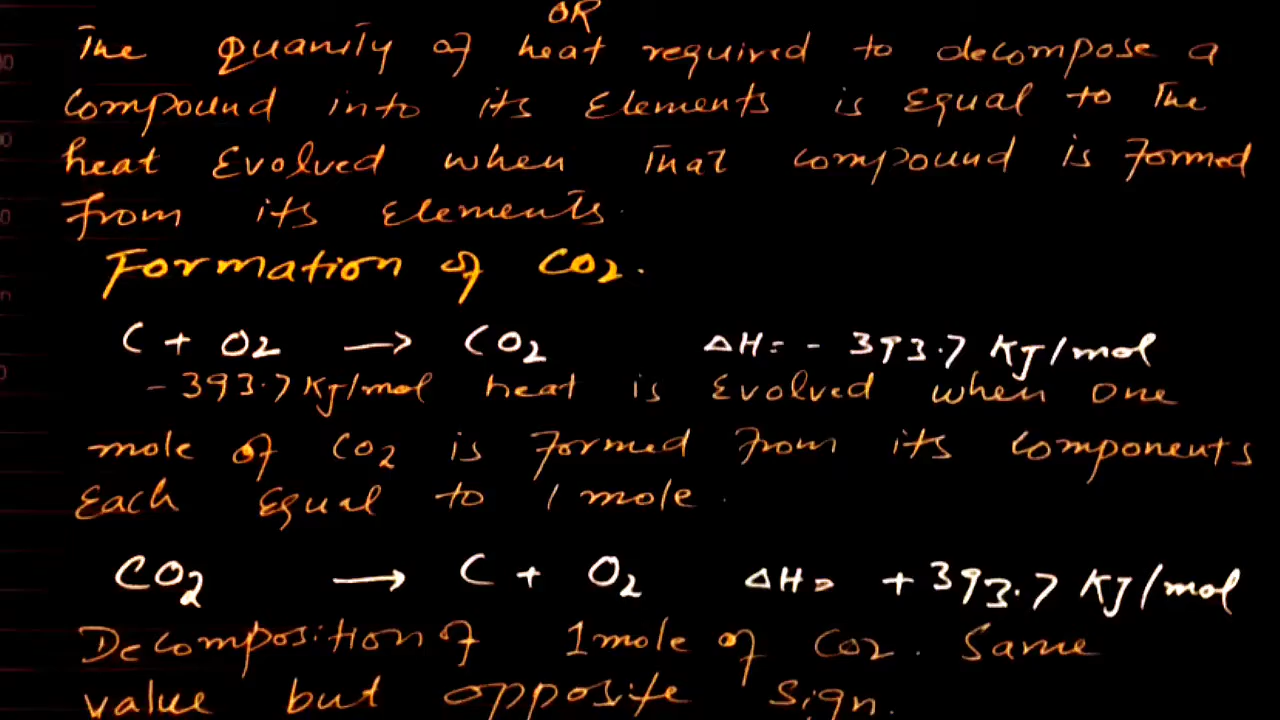 OR
The Quanity of heat required to decompose a
compound into its Elements is Equal to The
heat Evolved when That compound is Formed
From its Elements.
Formation of CO2.
C + O2 → CO2 ΔH = - 393.7 KJ/mol
- 393.7 KJ/mol heat is Evolved when one
mole of CO2 is Formed From its components
Each Equal to 1 mole.
CO2 → C + O2 ΔH = + 393.7 KJ/mol
Decomposition of 1 mole of CO2. Same
value but opposite sign.